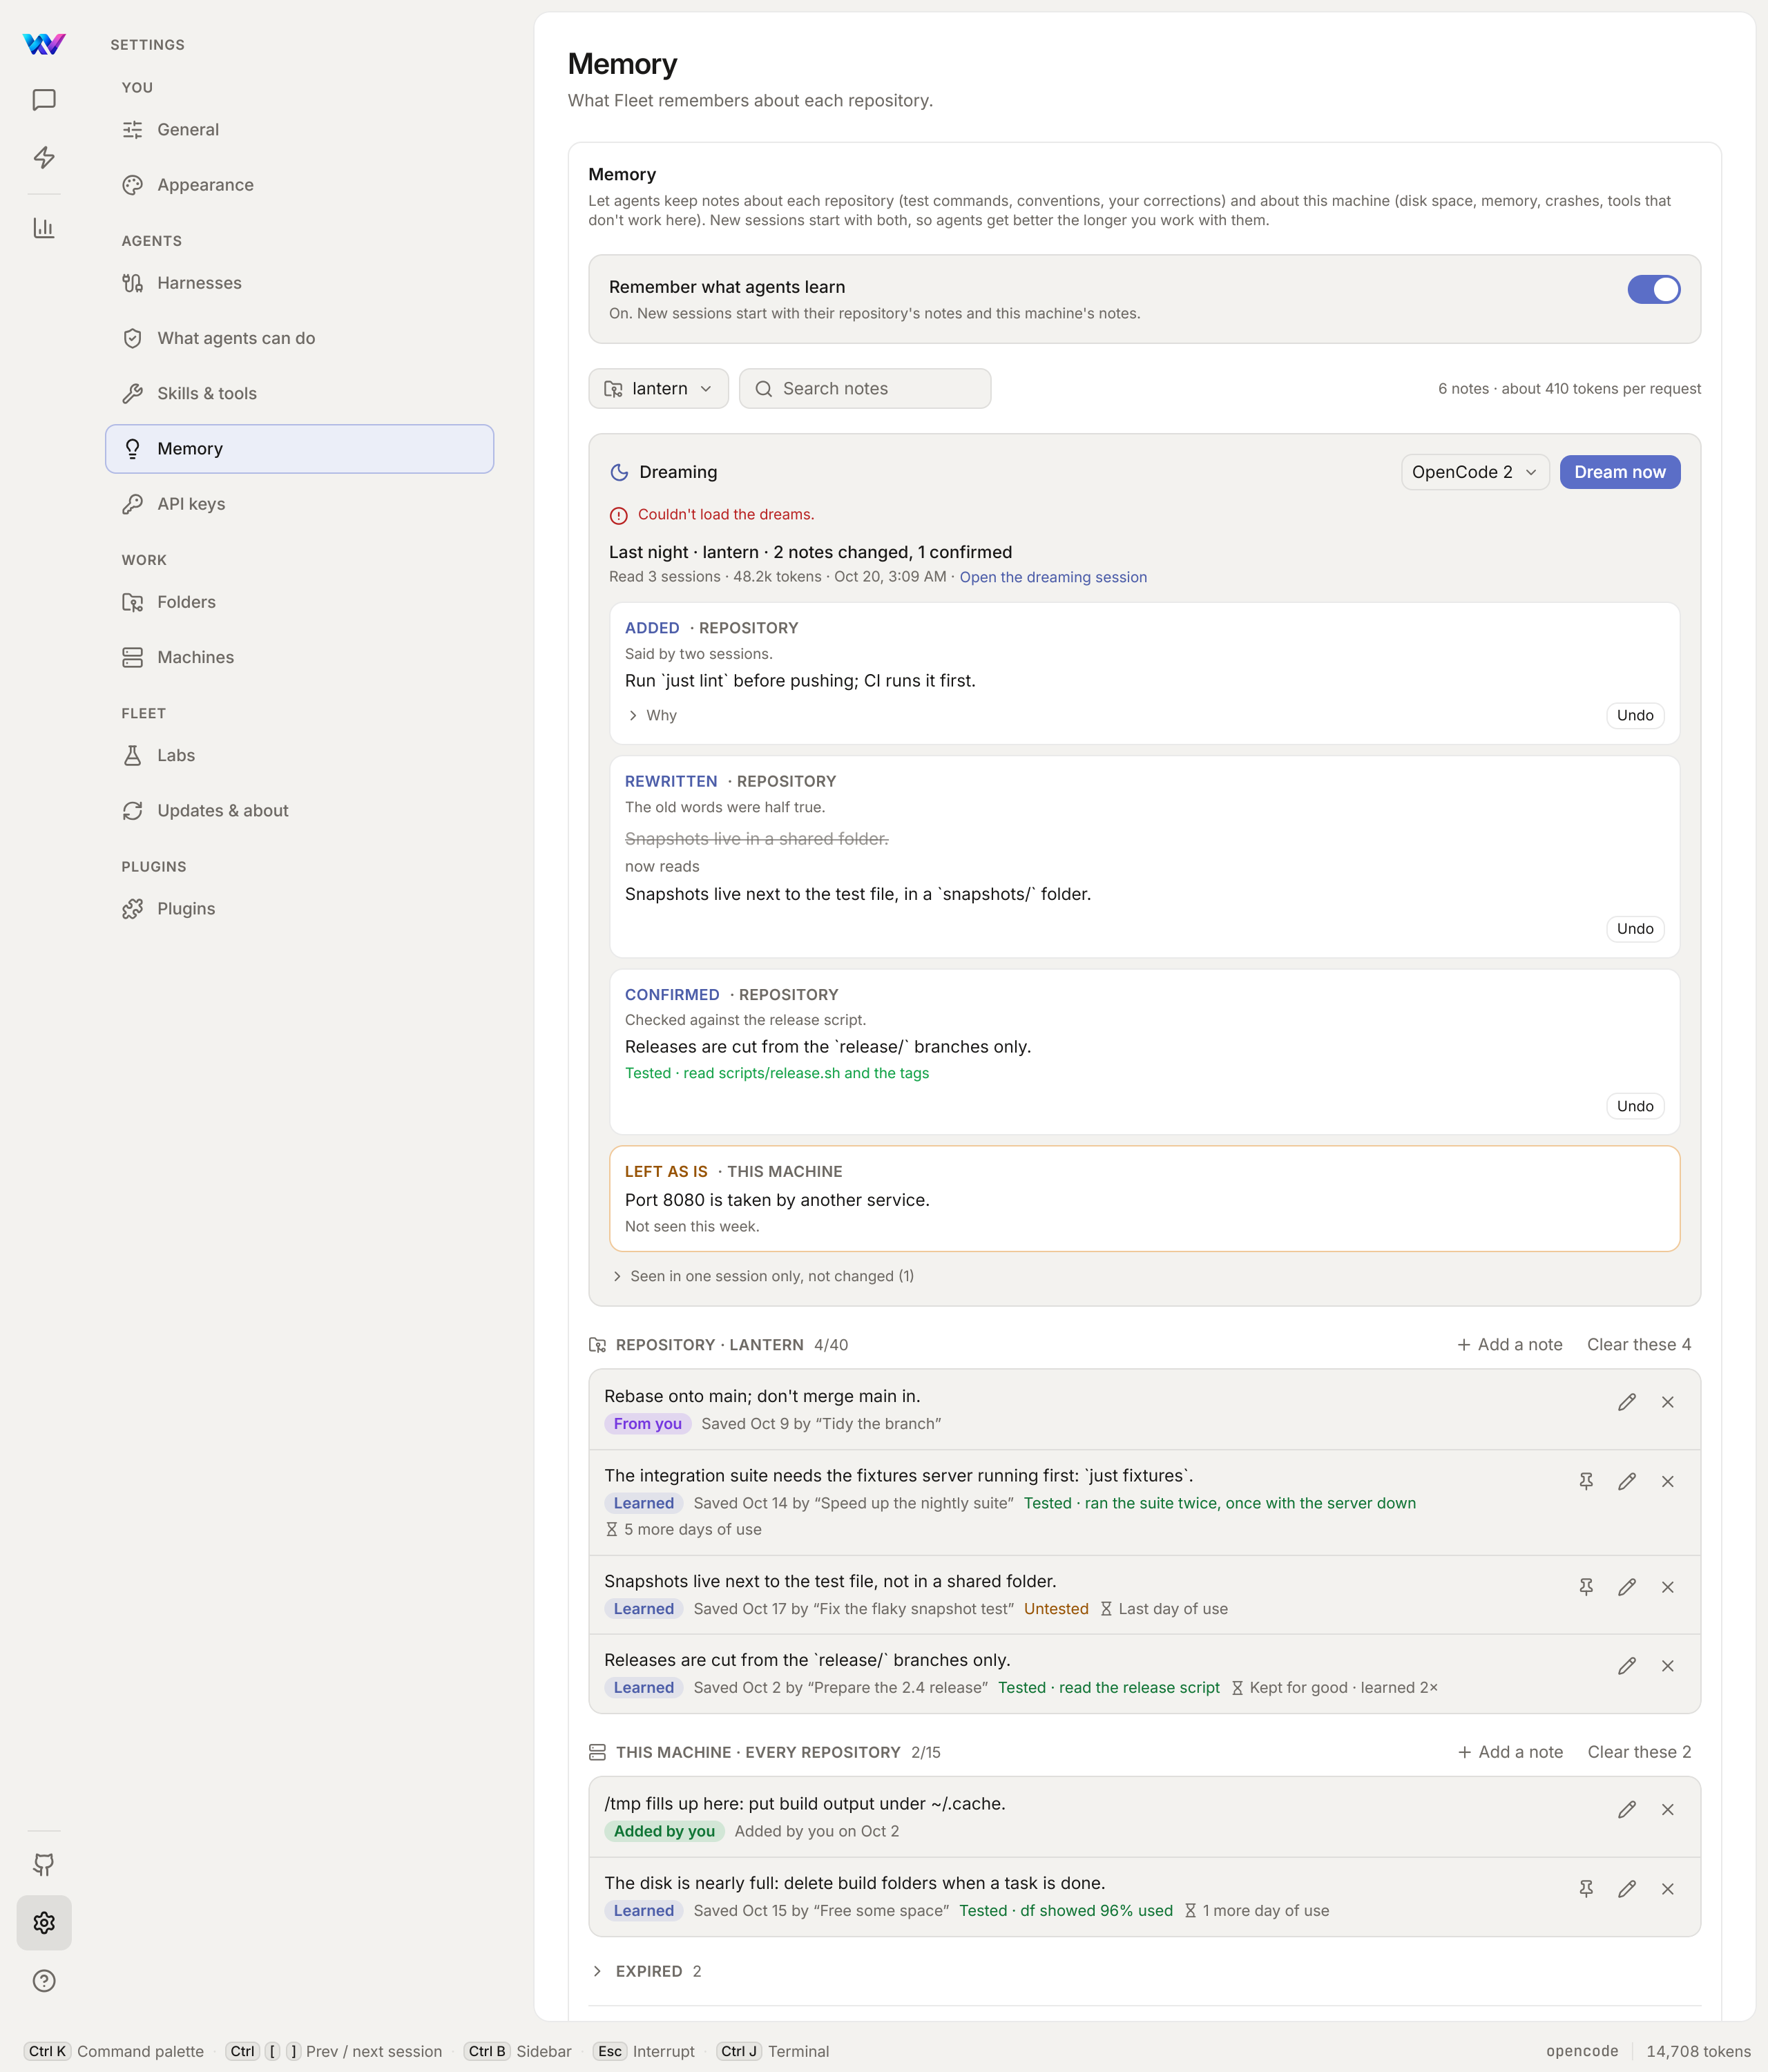 SETTINGS
YOU
General
Appearance
AGENTS
Harnesses
What agents can do
Skills & tools
Memory
API keys
WORK
Folders
Machines
FLEET
Labs
Updates & about
PLUGINS
Plugins
Memory
What Fleet remembers about each repository.
Memory
Let agents keep notes about each repository (test commands, conventions, your corrections) and about this machine (disk space, memory, crashes, tools that
don't work here). New sessions start with both, so agents get better the longer you work with them.
Remember what agents learn
On. New sessions start with their repository's notes and this machine's notes.
lantern Search notes 6 notes · about 410 tokens per request
Dreaming OpenCode 2 Dream now
Couldn't load the dreams.
Last night · lantern · 2 notes changed, 1 confirmed
Read 3 sessions · 48.2k tokens · Oct 20, 3:09 AM · Open the dreaming session
ADDED · REPOSITORY
Said by two sessions.
Run `just lint` before pushing; CI runs it first.
Why Undo
REWRITTEN · REPOSITORY
The old words were half true.
Snapshots live in a shared folder.
now reads
Snapshots live next to the test file, in a `snapshots/` folder.
Undo
CONFIRMED · REPOSITORY
Checked against the release script.
Releases are cut from the `release/` branches only.
Tested · read scripts/release.sh and the tags
Undo
LEFT AS IS · THIS MACHINE
Port 8080 is taken by another service.
Not seen this week.
Seen in one session only, not changed (1)
REPOSITORY · LANTERN 4/40 + Add a note Clear these 4
Rebase onto main; don't merge main in.
From you Saved Oct 9 by “Tidy the branch”
The integration suite needs the fixtures server running first: `just fixtures`.
Learned Saved Oct 14 by “Speed up the nightly suite” Tested · ran the suite twice, once with the server down
5 more days of use
Snapshots live next to the test file, not in a shared folder.
Learned Saved Oct 17 by “Fix the flaky snapshot test” Untested Last day of use
Releases are cut from the `release/` branches only.
Learned Saved Oct 2 by “Prepare the 2.4 release” Tested · read the release script Kept for good · learned 2×
THIS MACHINE · EVERY REPOSITORY 2/15 + Add a note Clear these 2
/tmp fills up here: put build output under ~/.cache.
Added by you Added by you on Oct 2
The disk is nearly full: delete build folders when a task is done.
Learned Saved Oct 15 by “Free some space” Tested · df showed 96% used 1 more day of use
EXPIRED 2
Ctrl K Command palette · Ctrl [ ] Prev / next session · Ctrl B Sidebar · Esc Interrupt · Ctrl J Terminal opencode 14,708 tokens